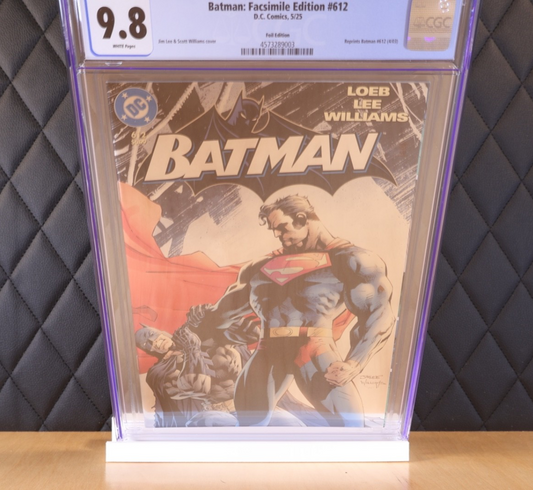 9.8
WHITE Pages
Batman: Facsimile Edition #612
D.C. Comics, 5/25
Foil Edition
Jim Lee & Scott Williams cover
Reprints Batman #612 (4/03)
4573289003
CGC
DC
LOEB
LEE
WILLIAMS
BATMAN